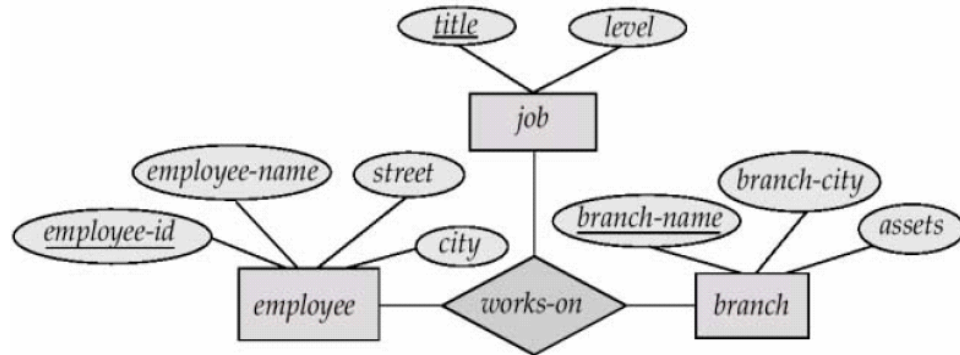 title
level
job
employee-name
street
branch-city
employee-id
branch-name
assets
city
employee
works-on
branch